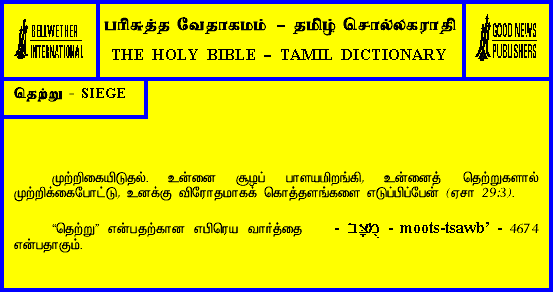 BELLWETHER
INTERNATIONAL
பரிசுத்த வேதாகமம் – தமிழ் சொல்லகராதி
THE HOLY BIBLE – TAMIL DICTIONARY
GOOD NEWS
PUBLISHERS
தெற்று - SIEGE
முற்றிகையிடுதல். உன்னை சூழப் பாளயமிறங்கி, உன்னைத் தெற்றுகளால்
முற்றிக்கைபோட்டு, உனக்கு விரோதமாகக் கொத்தளங்களை எடுப்பிப்பேன் (ஏசா 29:3).
“தெற்று” என்பதற்கான எபிரெய வார்த்தை - מֻצָּב - moots-tsawb’ - 4674
என்பதாகும்.